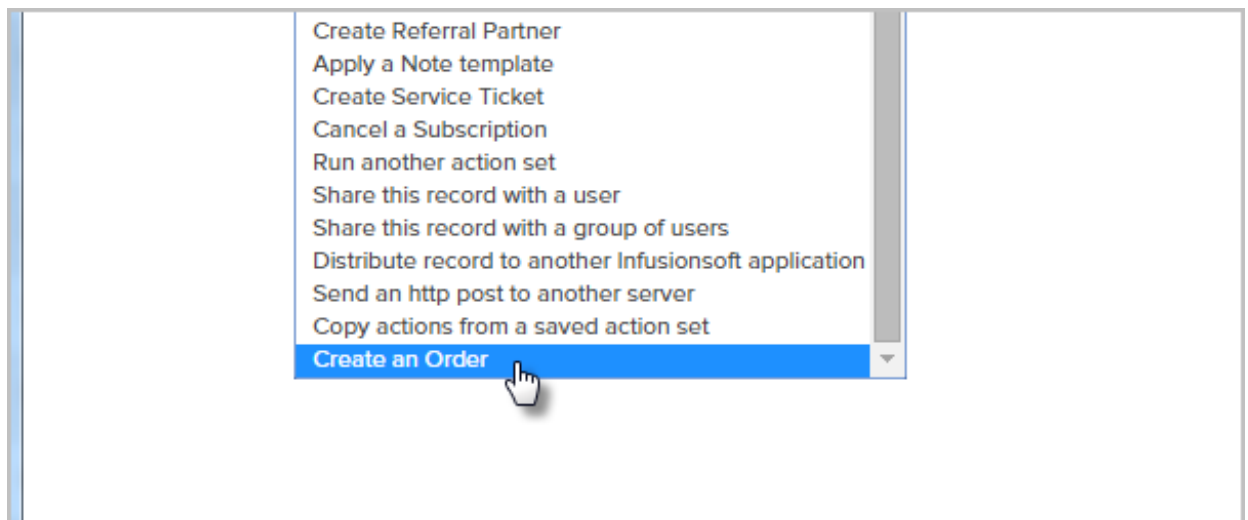 Create Referral Partner
Apply a Note template
Create Service Ticket
Cancel a Subscription
Run another action set
Share this record with a user
Share this record with a group of users
Distribute record to another Infusionsoft application
Send an http post to another server
Copy actions from a saved action set
Create an Order